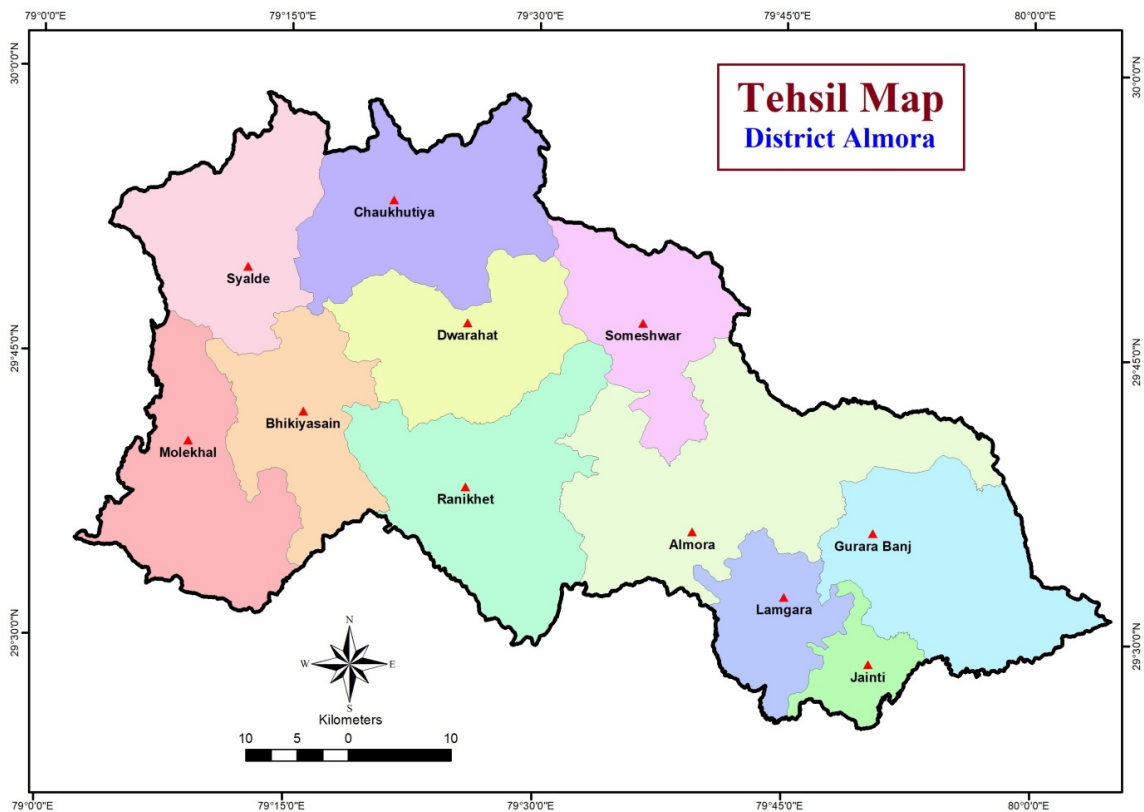 79°0'0"E 79°15'0"E 79°30'0"E 79°45'0"E 80°0'0"E
30°0'0"N 30°0'0"N
Tehsil Map
District Almora
Chaukhutiya
Syalde
Dwarahat Someshwar
29°45'0"N 29°45'0"N
Bhikiyasain
Molekhal
Ranikhet
Almora Gurara Banj
Lamgara
29°30'0"N 29°30'0"N
Jainti
N
W E
S
Kilometers
10 5 0 10
79°0'0"E 79°15'0"E 79°30'0"E 79°45'0"E 80°0'0"E